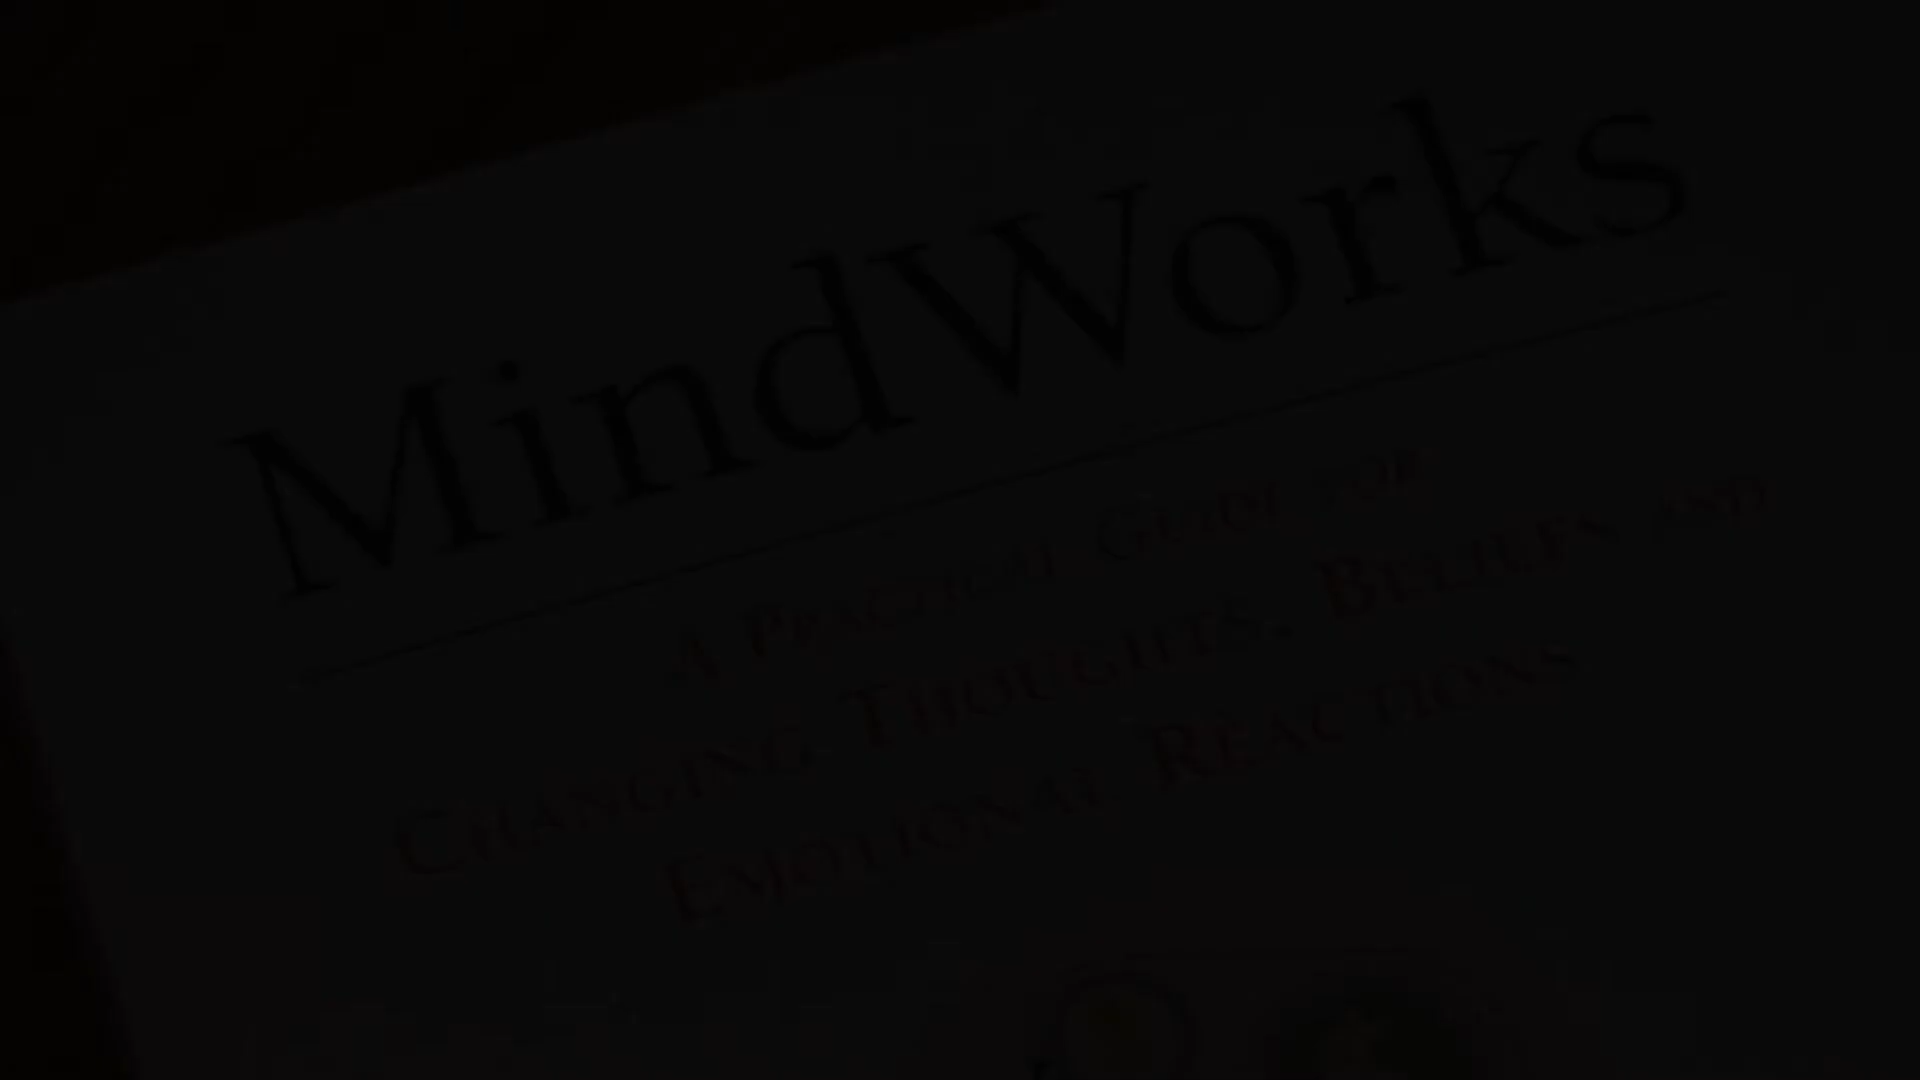 MindWorks
A PRACTICAL GUIDE FOR
CHANGING THOUGHTS, BELIEFS AND
EMOTIONAL REACTIONS